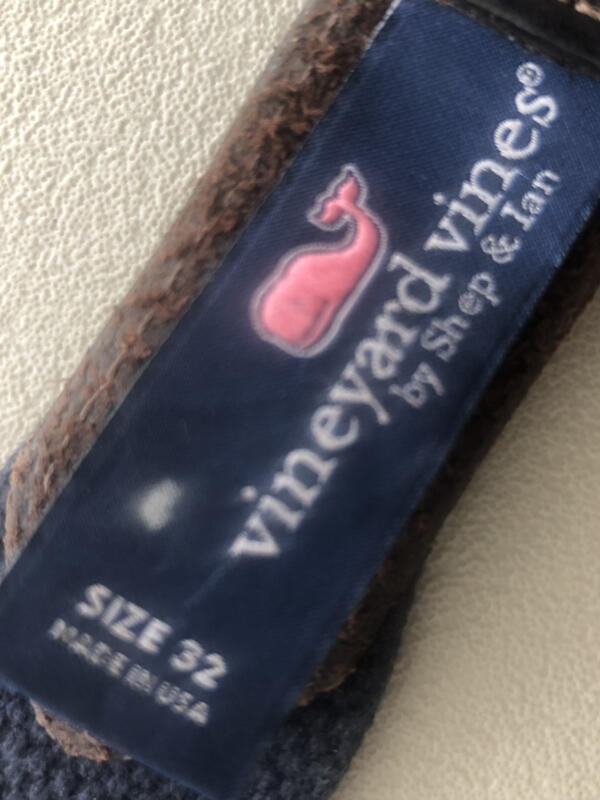 vineyard vines®
by Shep & Ian
SIZE 32
MADE IN USA